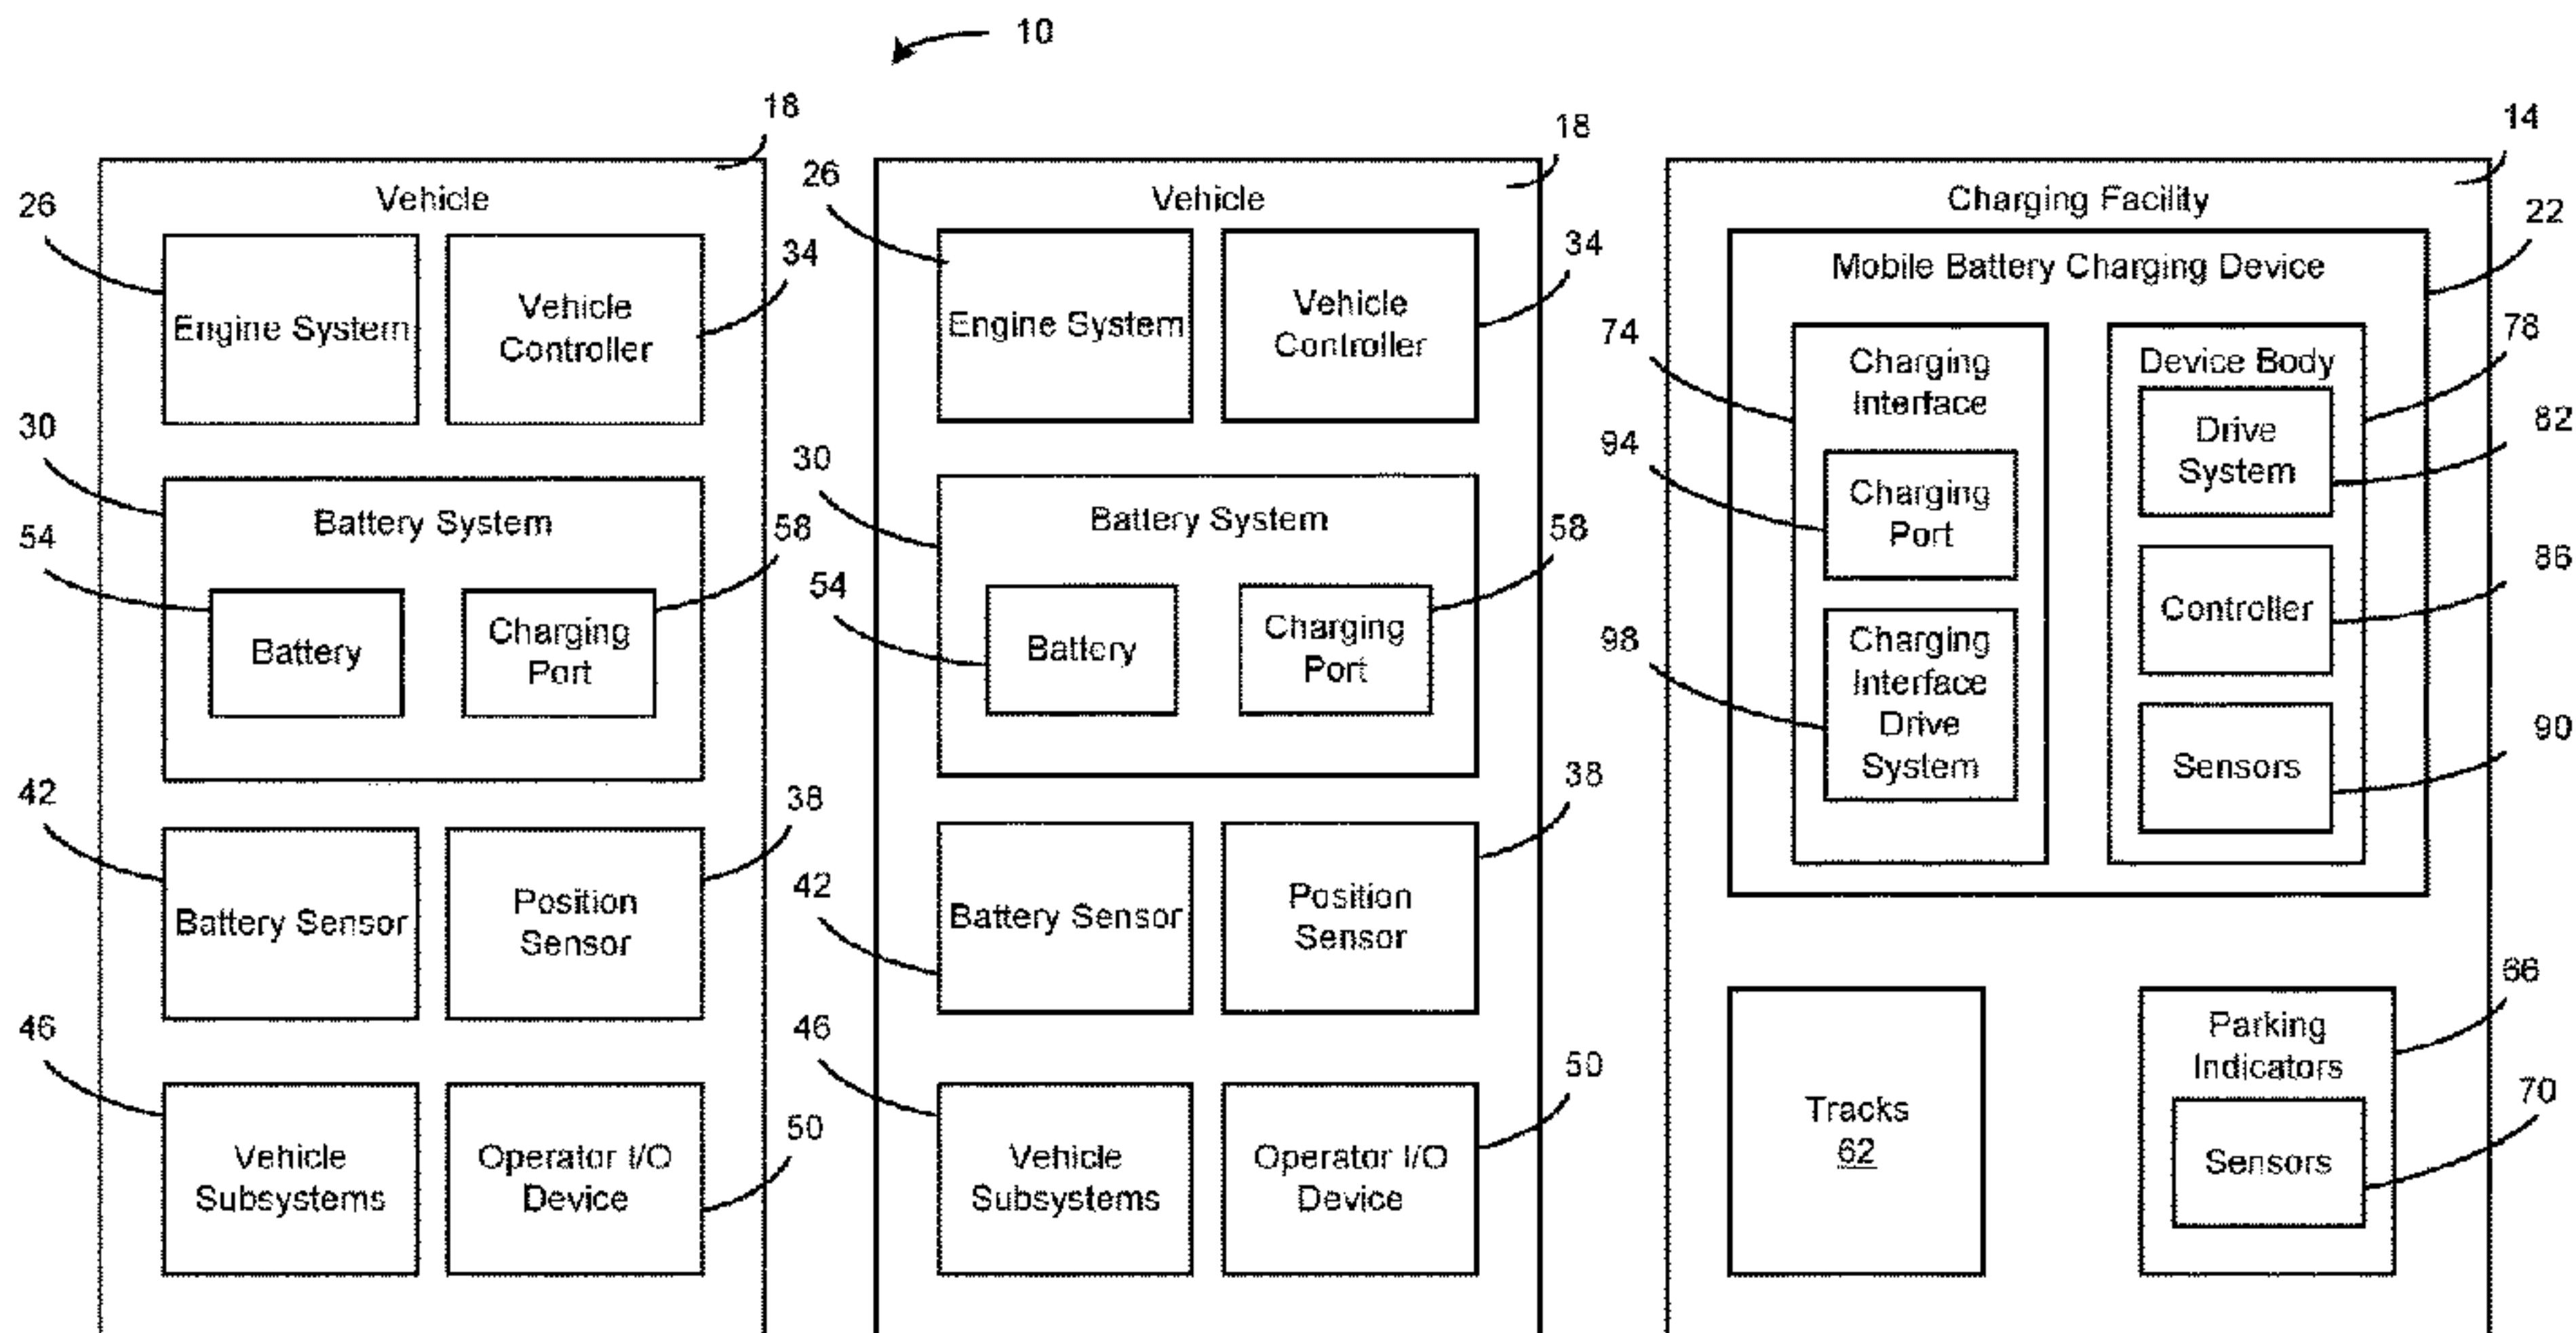 10
18
Vehicle
26
Engine System
34
Vehicle
Controller
30
Battery System
54
Battery
58
Charging
Port
42
Battery Sensor
38
Position
Sensor
46
Vehicle
Subsystems
50
Operator I/O
Device
18
Vehicle
26
Engine System
34
Vehicle
Controller
30
Battery System
54
Battery
58
Charging
Port
42
Battery Sensor
38
Position
Sensor
46
Vehicle
Subsystems
50
Operator I/O
Device
14
Charging Facility
22
Mobile Battery Charging Device
74
Charging
Interface
94
Charging
Port
98
Charging
Interface
Drive
System
78
Device Body
82
Drive
System
86
Controller
90
Sensors
Tracks
62
66
Parking
Indicators
70
Sensors